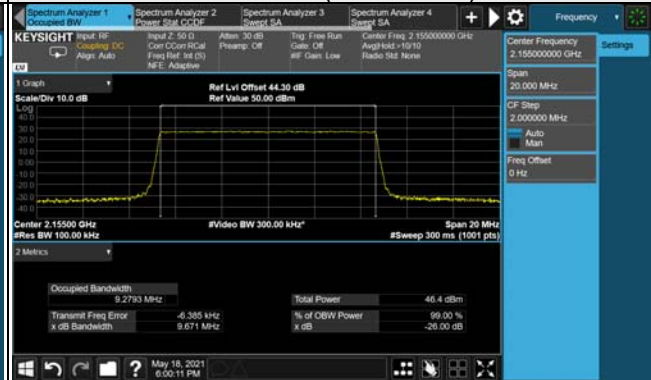 Spectrum Analyzer 1
Occupied BW
Spectrum Analyzer 2
Power Stat CCDF
Spectrum Analyzer 3
Swept SA
Spectrum Analyzer 4
Swept SA
Frequency
KEYSIGHT
Input: RF
Coupling: DC
Align: Auto
Input Z: 50 Ω
Corr CCorr RCal
Freq Ref: Int (S)
NFE: Adaptive
Atten: 30 dB
Preamp: Off
Trig: Free Run
Gate: Off
#IF Gain: Low
Center Freq: 2.155000000 GHz
Avg|Hold:>10/10
Radio Std: None
LXI
Center Frequency
2.155000000 GHz
Settings
Span
20.000 MHz
CF Step
2.000000 MHz
Auto
Man
Freq Offset
0 Hz
1 Graph
Scale/Div 10.0 dB
Ref Lvl Offset 44.30 dB
Ref Value 50.00 dBm
Log
40.0
30.0
20.0
10.0
0.00
-10.0
-20.0
-30.0
-40.0
Center 2.15500 GHz
#Res BW 100.00 kHz
#Video BW 300.00 kHz*
Span 20 MHz
#Sweep 300 ms (1001 pts)
2 Metrics
Occupied Bandwidth
9.2793 MHz
Total Power 46.4 dBm
Transmit Freq Error -6.385 kHz
% of OBW Power 99.00 %
x dB Bandwidth 9.671 MHz
x dB -26.00 dB
?
May 18, 2021
6:00:11 PM